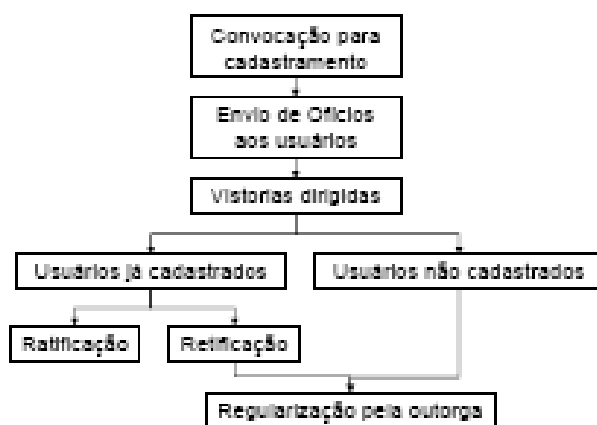 Convocação para
cadastramento
Envio de Ofícios
aos usuários
Vistorias dirigidas
Usuários já cadastrados
Usuários não cadastrados
Ratificação
Retificação
Regularização pela outorga